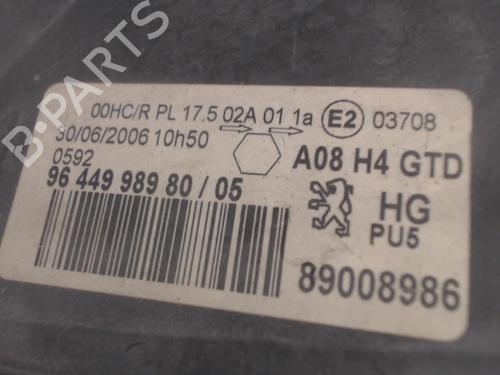 00HC/R PL 17.5 02A 01 1a E2 03708
30/06/2006 10h50
0592
A08 H4 GTD
96 449 989 80 / 05
HG
PU5
89008986
B-PARTS